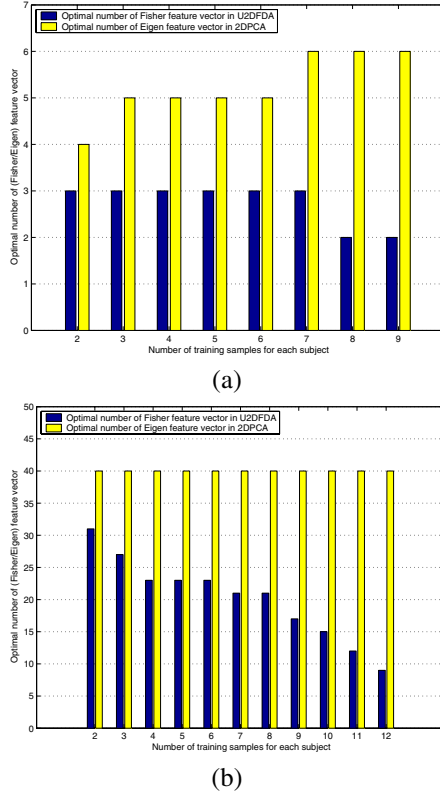 7
6
5
4
3
2
1
0
Optimal number of (Fisher/Eigen) feature vector
Optimal number of Fisher feature vector in U2DFDA
Optimal number of Eigen feature vector in 2DPCA
2 3 4 5 6 7 8 9
Number of training samples for each subject
(a)
50
45
40
35
30
25
20
15
10
5
0
Optimal number of (Fisher/Eigen) feature vector
Optimal number of Fisher feature vector in U2DFDA
Optimal number of Eigen feature vector in 2DPCA
2 3 4 5 6 7 8 9 10 11 12
Number of training samples for each subject
(b)